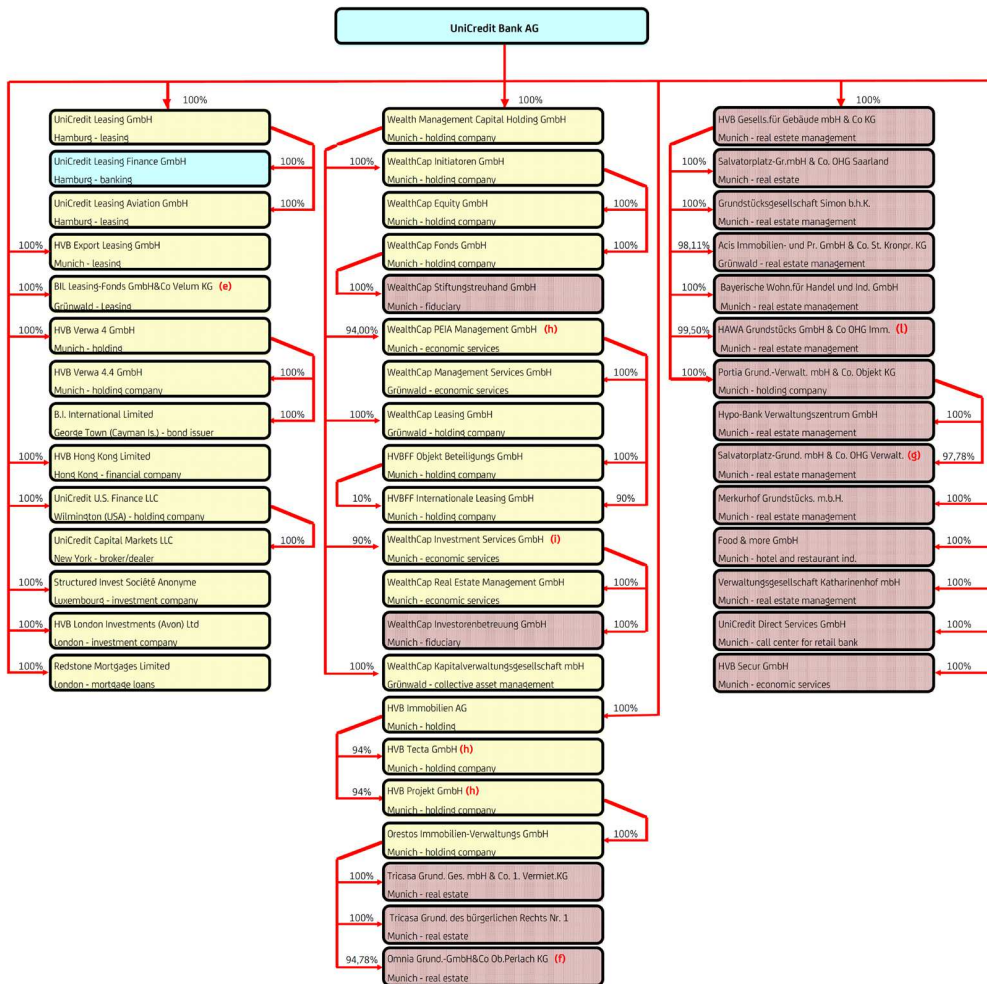 UniCredit Bank AG
100%
100%
100%
UniCredit Leasing GmbH
Hamburg - leasing
UniCredit Leasing Finance GmbH
Hamburg - banking
100%
UniCredit Leasing Aviation GmbH
Hamburg - leasing
100%
100%
HVB Export Leasing GmbH
Munich - leasing
100%
BIL Leasing-Fonds GmbH&Co Velum KG (e)
Grünwald - Leasing
100%
HVB Verwa 4 GmbH
Munich - holding
HVB Verwa 4.4 GmbH
Munich - holding company
100%
B.I. International Limited
George Town (Cayman Is.) - bond issuer
100%
100%
HVB Hong Kong Limited
Hong Kong - financial company
100%
UniCredit U.S. Finance LLC
Wilmington (USA) - holding company
UniCredit Capital Markets LLC
New York - broker/dealer
100%
100%
Structured Invest Société Anonyme
Luxembourg - investment company
100%
HVB London Investments (Avon) Ltd
London - investment company
100%
Redstone Mortgages Limited
London - mortgage loans
Wealth Management Capital Holding GmbH
Munich - holding company
100%
WealthCap Initiatoren GmbH
Munich - holding company
WealthCap Equity GmbH
Munich - holding company
100%
WealthCap Fonds GmbH
Munich - holding company
100%
100%
WealthCap Stiftungstreuhand GmbH
Munich - fiduciary
94,00%
WealthCap PEIA Management GmbH (h)
Munich - economic services
WealthCap Management Services GmbH
Grünwald - economic services
100%
100%
WealthCap Leasing GmbH
Grünwald - holding company
HVBFF Objekt Beteiligungs GmbH
Munich - holding company
100%
10%
HVBFF Internationale Leasing GmbH
Munich - holding company
90%
90%
WealthCap Investment Services GmbH (i)
Munich - economic services
WealthCap Real Estate Management GmbH
Munich - economic services
100%
WealthCap Investorenbetreuung GmbH
Munich - fiduciary
100%
100%
WealthCap Kapitalverwaltungsgesellschaft mbH
Grünwald - collective asset management
HVB Immobilien AG
Munich - holding
100%
94%
HVB Tecta GmbH (h)
Munich - holding company
94%
HVB Projekt GmbH (h)
Munich - holding company
Orestos Immobilien-Verwaltungs GmbH
Munich - holding company
100%
100%
Tricasa Grund. Ges. mbH & Co. 1. Vermiet.KG
Munich - real estate
100%
Tricasa Grund. des bürgerlichen Rechts Nr. 1
Munich - real estate
94,78%
Omnia Grund.-GmbH&Co Ob.Perlach KG (f)
Munich - real estate
HVB Gesells.für Gebäude mbH & Co KG
Munich - real estate management
100%
Salvatorplatz-Gr.mbH & Co. OHG Saarland
Munich - real estate
100%
Grundstücksgesellschaft Simon b.h.K.
Munich - real estate management
98,11%
Acis Immobilien- und Pr. GmbH & Co. St. Kronpr. KG
Grünwald - real estate management
100%
Bayerische Wohn.für Handel und Ind. GmbH
Munich - real estate management
99,50%
HAWA Grundstücks GmbH & Co OHG Imm. (l)
Munich - real estate management
100%
Portia Grund.-Verwalt. mbH & Co. Objekt KG
Munich - holding company
Hypo-Bank Verwaltungszentrum GmbH
Munich - real estate management
100%
Salvatorplatz-Grund. mbH & Co. OHG Verwalt. (g)
Munich - real estate management
97,78%
Merkurhof Grundstücks. m.b.H.
Munich - real estate management
100%
Food & more GmbH
Munich - hotel and restaurant ind.
100%
Verwaltungsgesellschaft Katharinenhof mbH
Munich - real estate management
100%
UniCredit Direct Services GmbH
Munich - call center for retail bank
100%
HVB Secur GmbH
Munich - economic services
100%